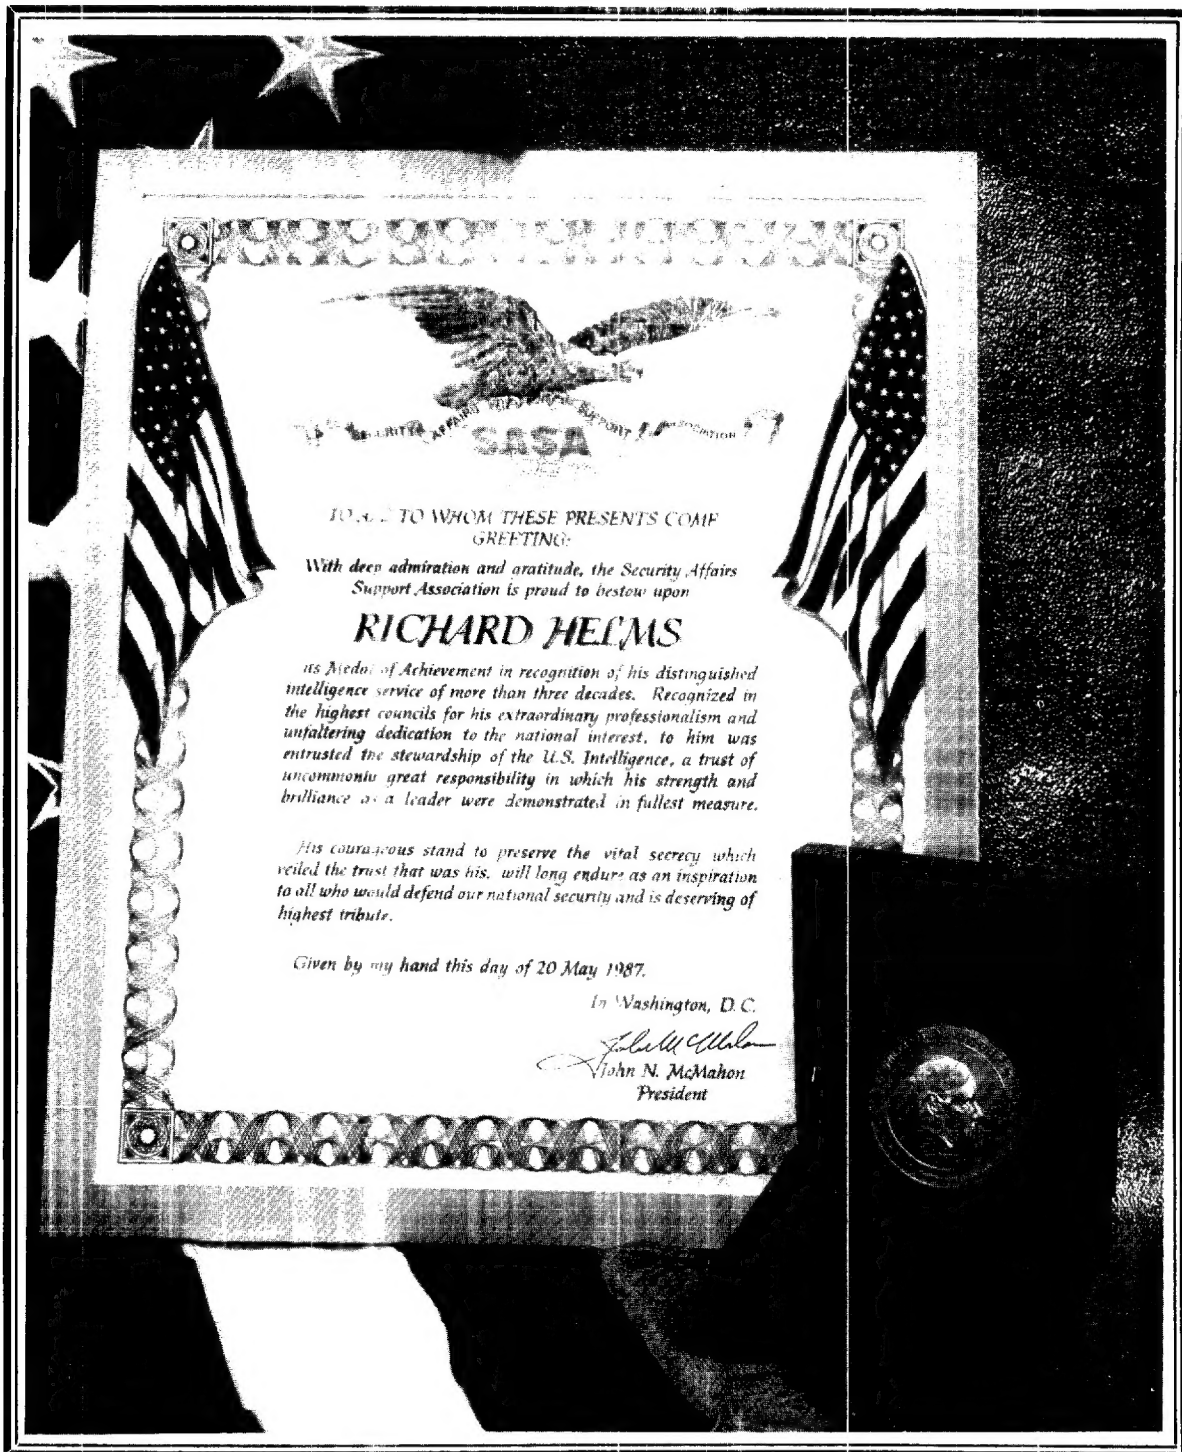 SECURITY AFFAIRS SUPPORT ASSOCIATION
SASA
TO ALL TO WHOM THESE PRESENTS COME
GREETING:
With deep admiration and gratitude, the Security Affairs
Support Association is proud to bestow upon
RICHARD HELMS
its Medal of Achievement in recognition of his distinguished
intelligence service of more than three decades. Recognized in
the highest councils for his extraordinary professionalism and
unfaltering dedication to the national interest, to him was
entrusted the stewardship of the U.S. Intelligence, a trust of
uncommonly great responsibility in which his strength and
brilliance as a leader were demonstrated in fullest measure.
His courageous stand to preserve the vital secrecy which
veiled the trust that was his, will long endure as an inspiration
to all who would defend our national security and is deserving of
highest tribute.
Given by my hand this day of 20 May 1987.
In Washington, D.C.
John N. McMahon
President